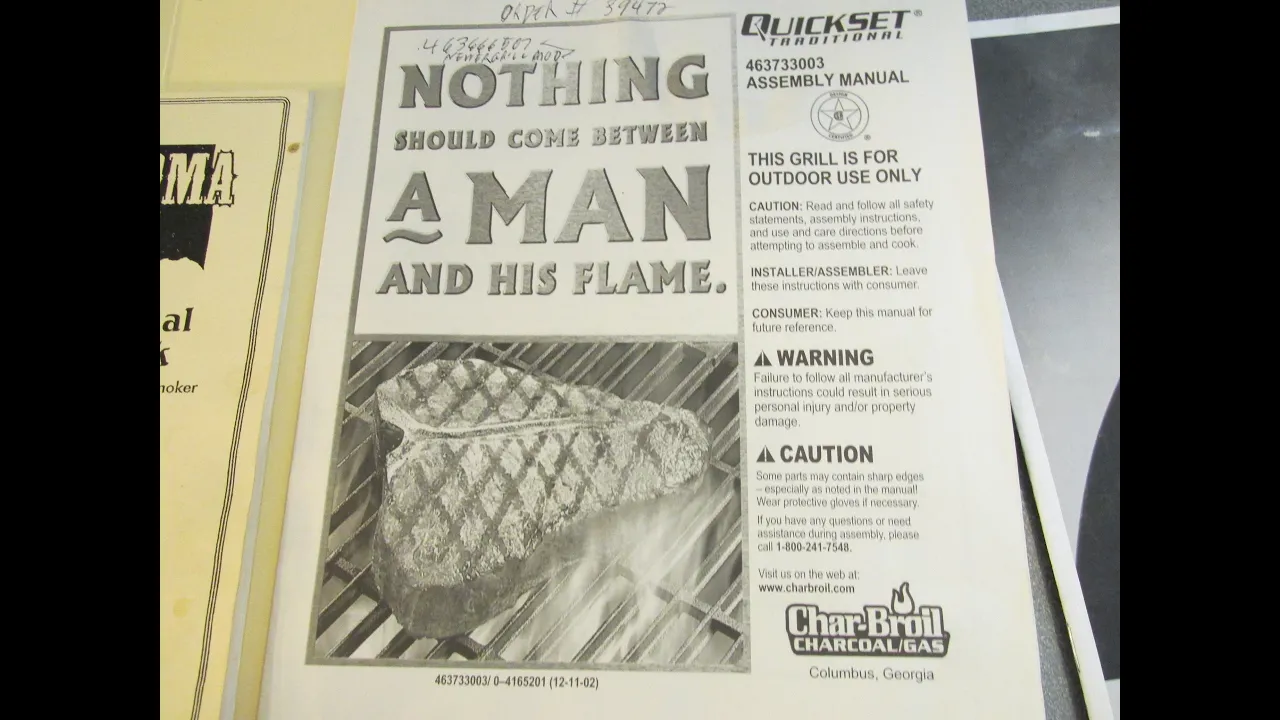 OMA
al
k
moker
ORDER # 39472
NOTHING
SHOULD COME BETWEEN
A MAN
AND HIS FLAME.
463733003/ 0–4165201 (12-11-02)
QUICKSET®
TRADITIONAL
463733003
ASSEMBLY MANUAL
DESIGN
CERTIFIED
®
THIS GRILL IS FOR
OUTDOOR USE ONLY
CAUTION: Read and follow all safety
statements, assembly instructions,
and use and care directions before
attempting to assemble and cook.
INSTALLER/ASSEMBLER: Leave
these instructions with consumer.
CONSUMER: Keep this manual for
future reference.
WARNING
Failure to follow all manufacturer's
instructions could result in serious
personal injury and/or property
damage.
CAUTION
Some parts may contain sharp edges
– especially as noted in the manual!
Wear protective gloves if necessary.
If you have any questions or need
assistance during assembly, please
call 1-800-241-7548.
Visit us on the web at:
www.charbroil.com
Char-Broil
CHARCOAL/GAS
Columbus, Georgia